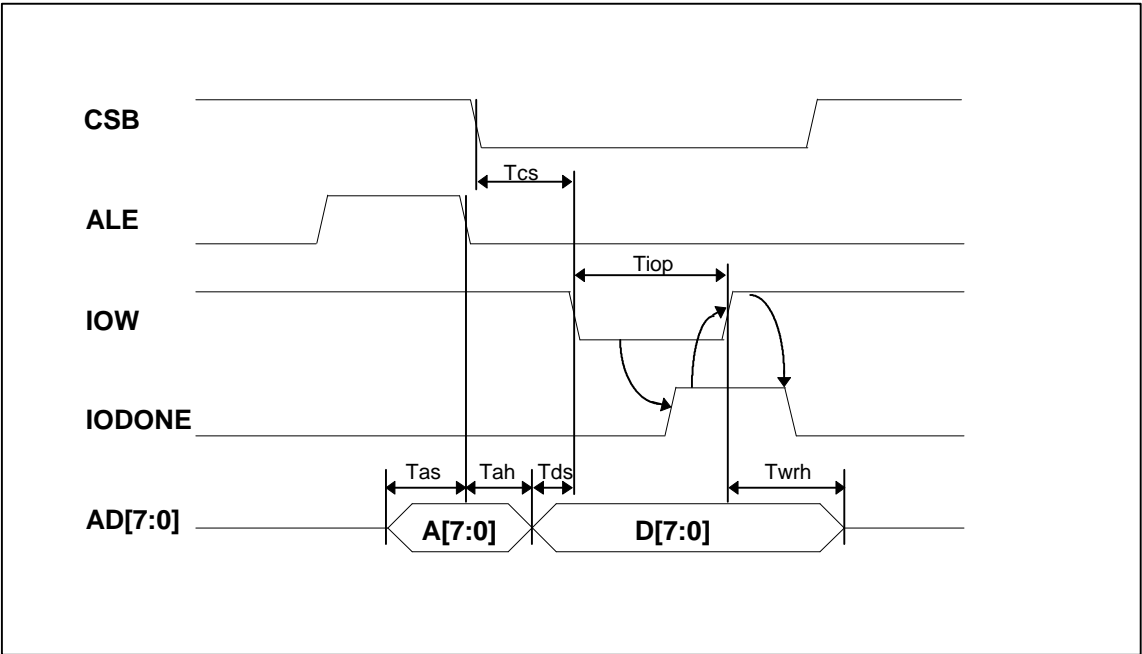 CSB
Tcs
ALE
Tiop
IOW
IODONE
Tas Tah Tds Twrh
AD[7:0] A[7:0] D[7:0]